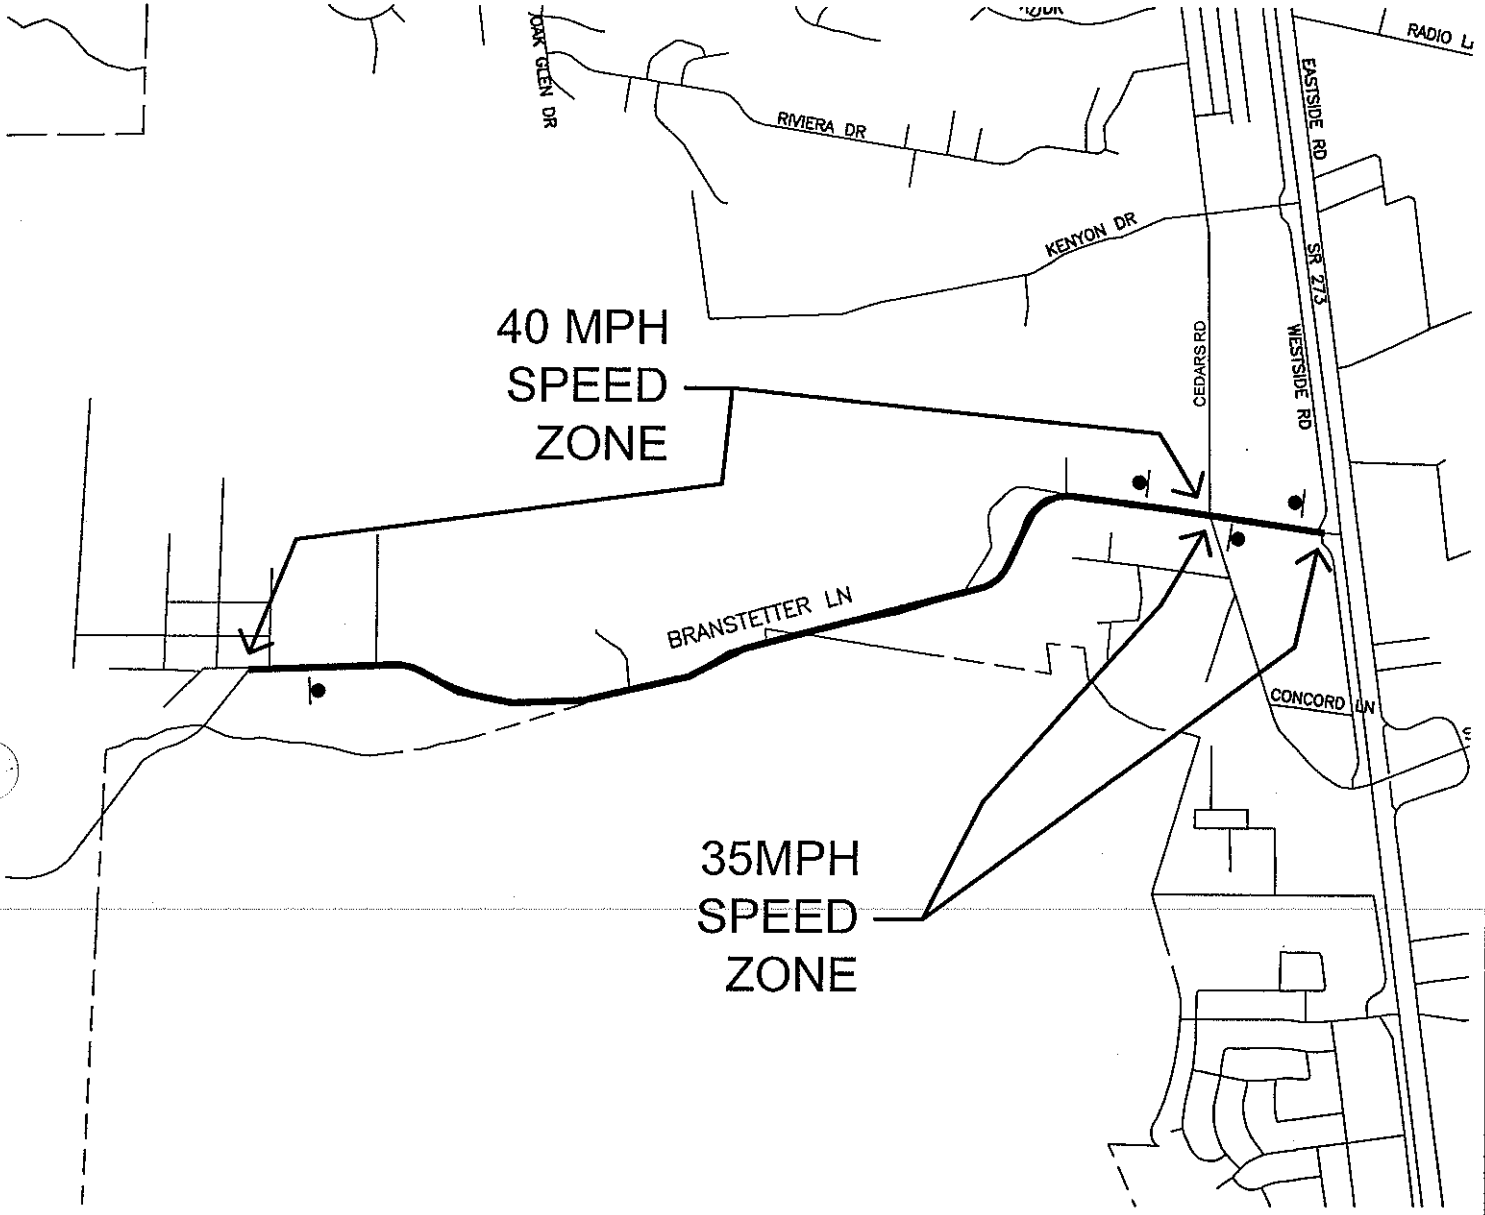 OAK GLEN DR
RADIO
EASTSIDE RD
RIVIERA DR
KENYON DR
SR 273
40 MPH
SPEED
ZONE
CEDARS RD
WESTSIDE RD
BRANSTETTER LN
CONCORD LN
35MPH
SPEED
ZONE